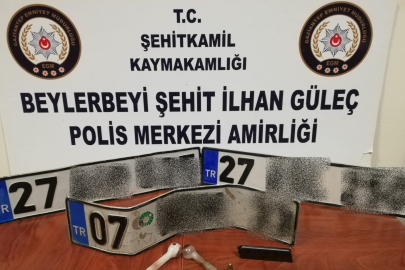 T.C.
ŞEHİTKAMİL
KAYMAKAMLIĞI
BEYLERBEYİ ŞEHİT İLHAN GÜLEÇ
POLİS MERKEZİ AMİRLİĞİ
TR 27
TR 27
TR 07